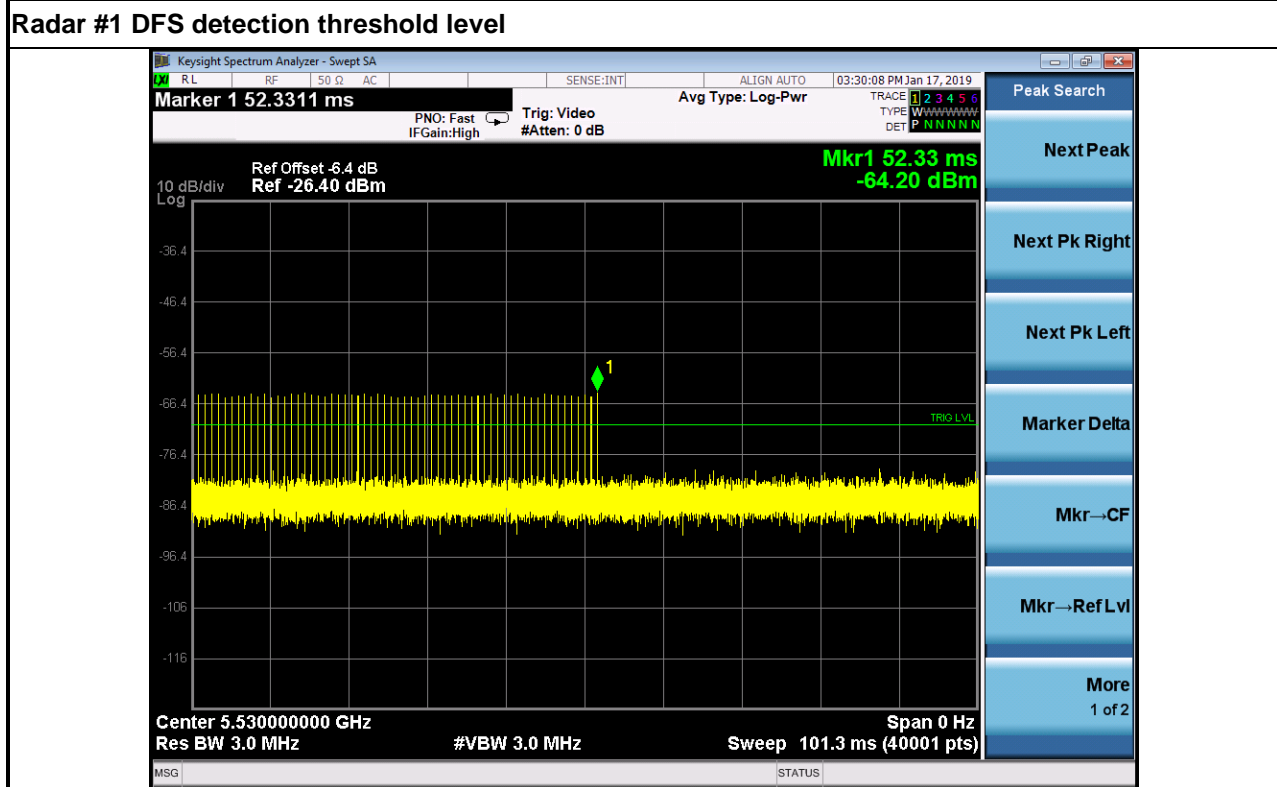 Radar #1 DFS detection threshold level
Keysight Spectrum Analyzer - Swept SA
LXI RL RF 50 Ω AC SENSE:INT ALIGN AUTO 03:30:08 PM Jan 17, 2019
Marker 1 52.3311 ms
PNO: Fast
IFGain:High
Trig: Video
#Atten: 0 dB
Avg Type: Log-Pwr
TRACE 1 2 3 4 5 6
TYPE WWWWWW
DET P N N N N N
Peak Search
Mkr1 52.33 ms
-64.20 dBm
Ref Offset -6.4 dB
10 dB/div Ref -26.40 dBm
Log
-36.4
-46.4
-56.4
-66.4
-76.4
-86.4
-96.4
-106
-116
1
TRIG LVL
Center 5.530000000 GHz Span 0 Hz
Res BW 3.0 MHz #VBW 3.0 MHz Sweep 101.3 ms (40001 pts)
MSG STATUS
Next Peak
Next Pk Right
Next Pk Left
Marker Delta
Mkr→CF
Mkr→Ref Lvl
More
1 of 2